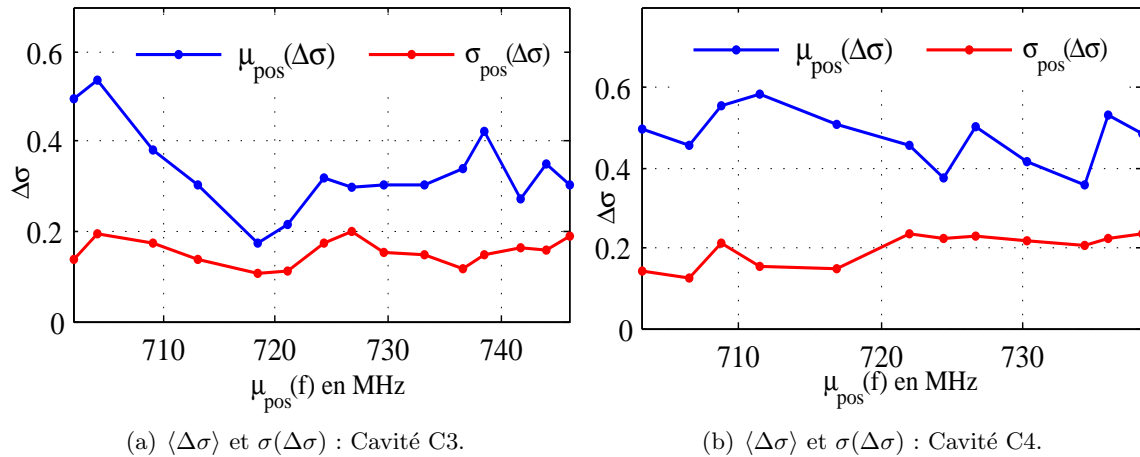 0.6
μpos(Δσ) σpos(Δσ)
0.4
Δσ
0.2
0
710 720 730 740
μpos(f) en MHz
(a) ⟨Δσ⟩ et σ(Δσ) : Cavité C3.
μpos(Δσ) σpos(Δσ)
0.6
0.4
Δσ
0.2
0
710 720 730
μpos(f) en MHz
(b) ⟨Δσ⟩ et σ(Δσ) : Cavité C4.